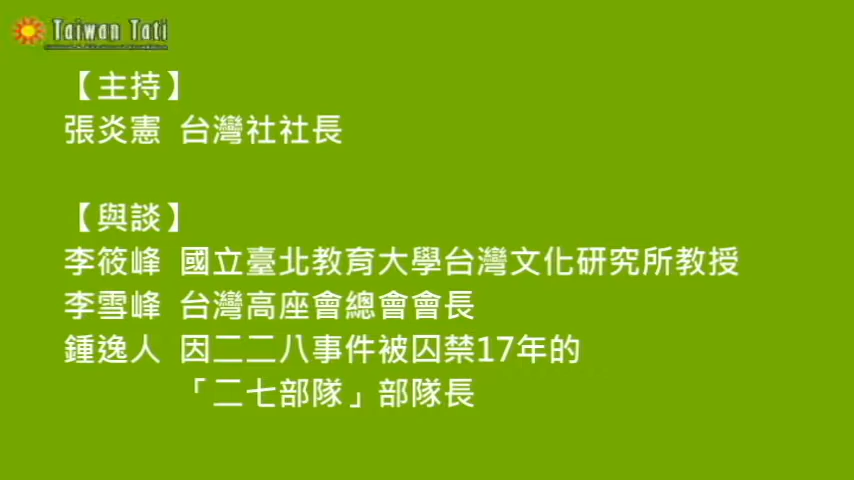 Taiwan Tati
【主持】
張炎憲 台灣社社長
【與談】
李筱峰 國立臺北教育大學台灣文化研究所教授
李雪峰 台灣高座會總會會長
鍾逸人 因二二八事件被囚禁17年的
「二七部隊」部隊長